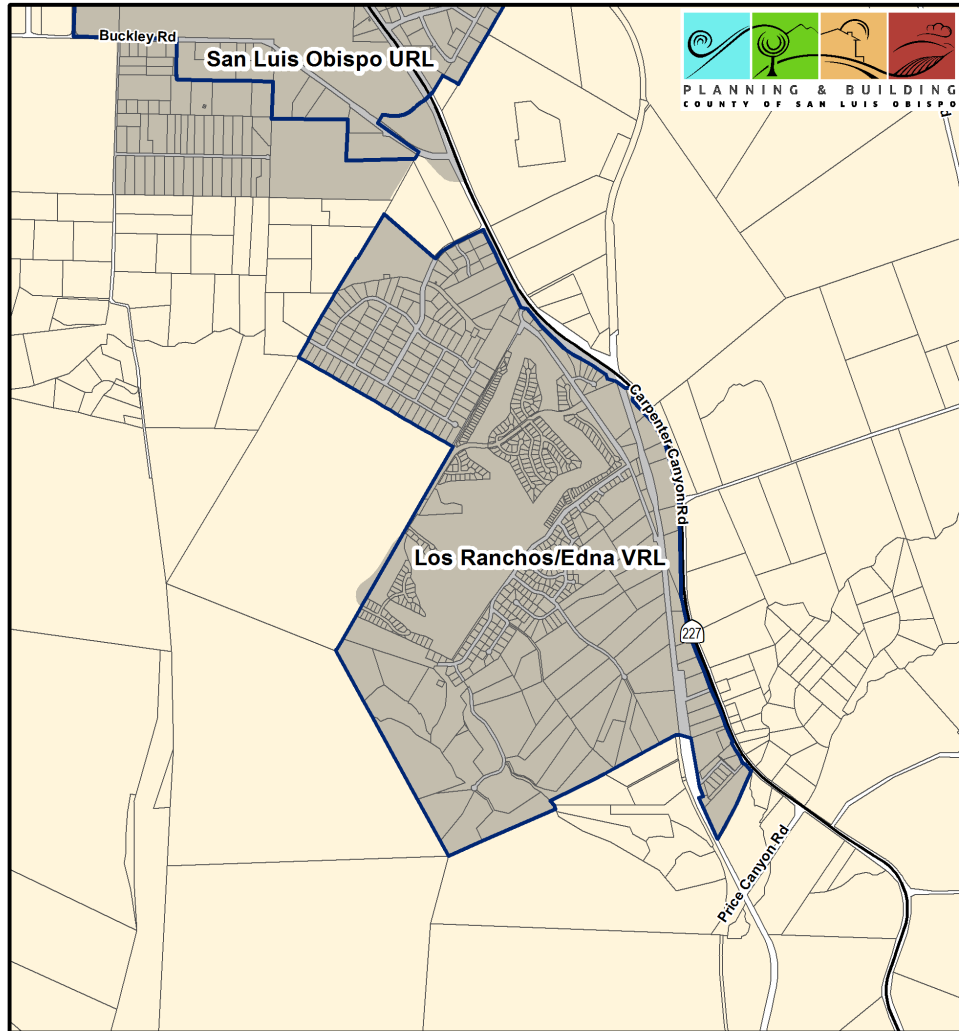 Buckley Rd
San Luis Obispo URL
PLANNING & BUILDING
COUNTY OF SAN LUIS OBISPO
d
Carpenter Canyon Rd
Los Ranchos/Edna VRL
227
Price Canyon Rd